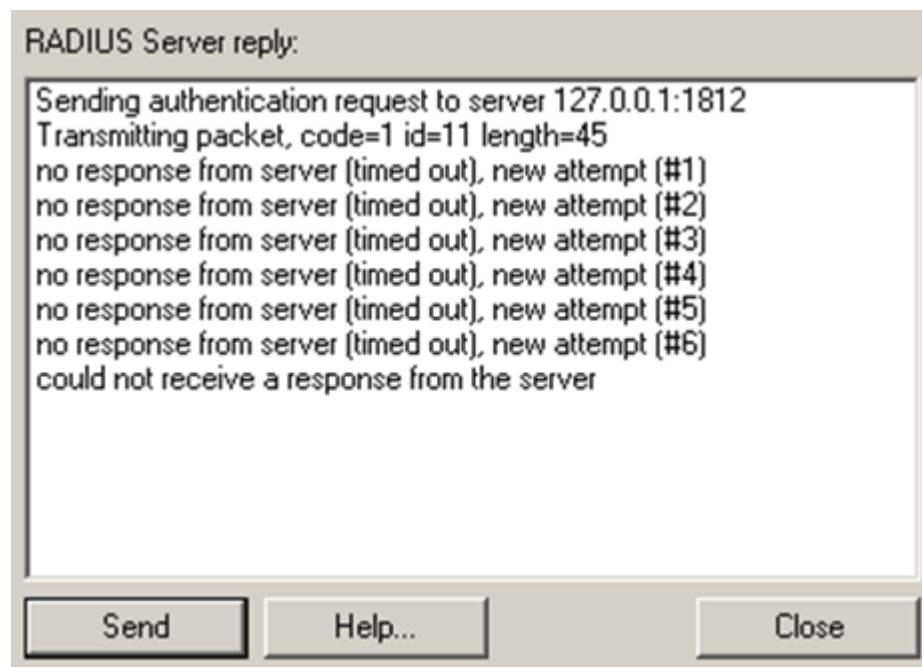 RADIUS Server reply:
Sending authentication request to server 127.0.0.1:1812
Transmitting packet, code=1 id=11 length=45
no response from server (timed out), new attempt (#1)
no response from server (timed out), new attempt (#2)
no response from server (timed out), new attempt (#3)
no response from server (timed out), new attempt (#4)
no response from server (timed out), new attempt (#5)
no response from server (timed out), new attempt (#6)
could not receive a response from the server
Send Help... Close